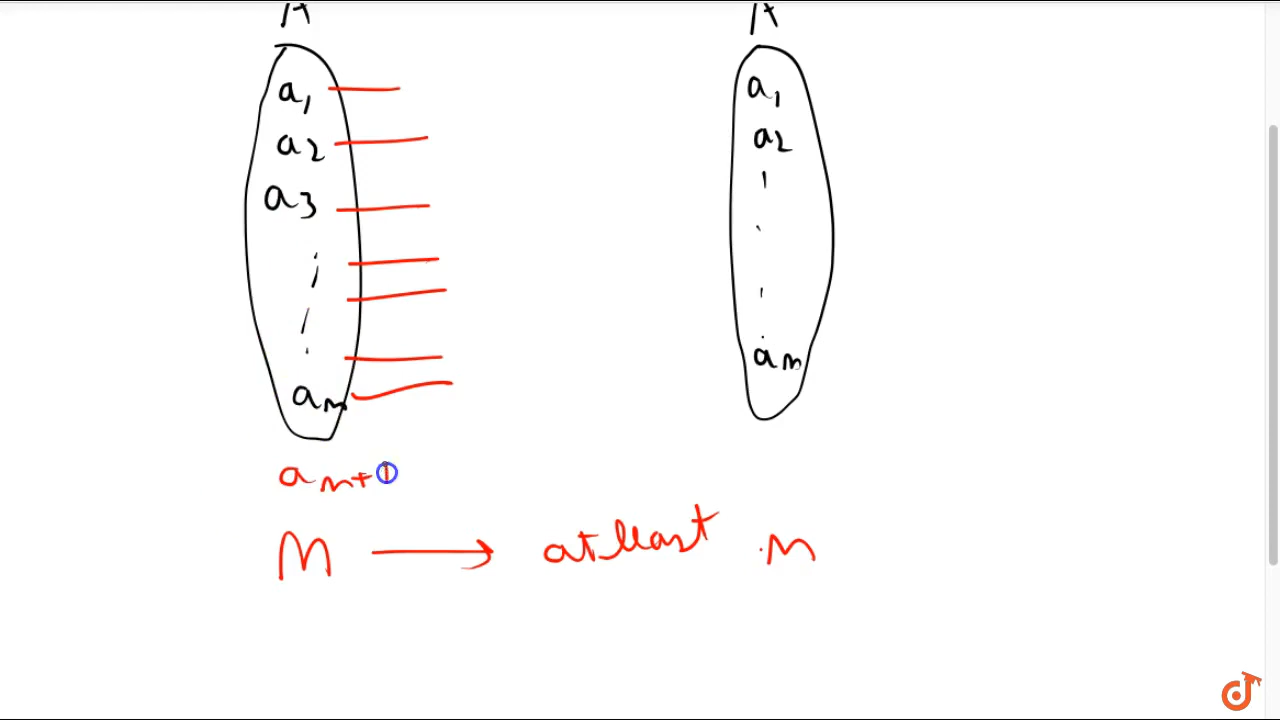 A A
a1 a1
a2 a2
a3
am am
am+1
M → atleast m